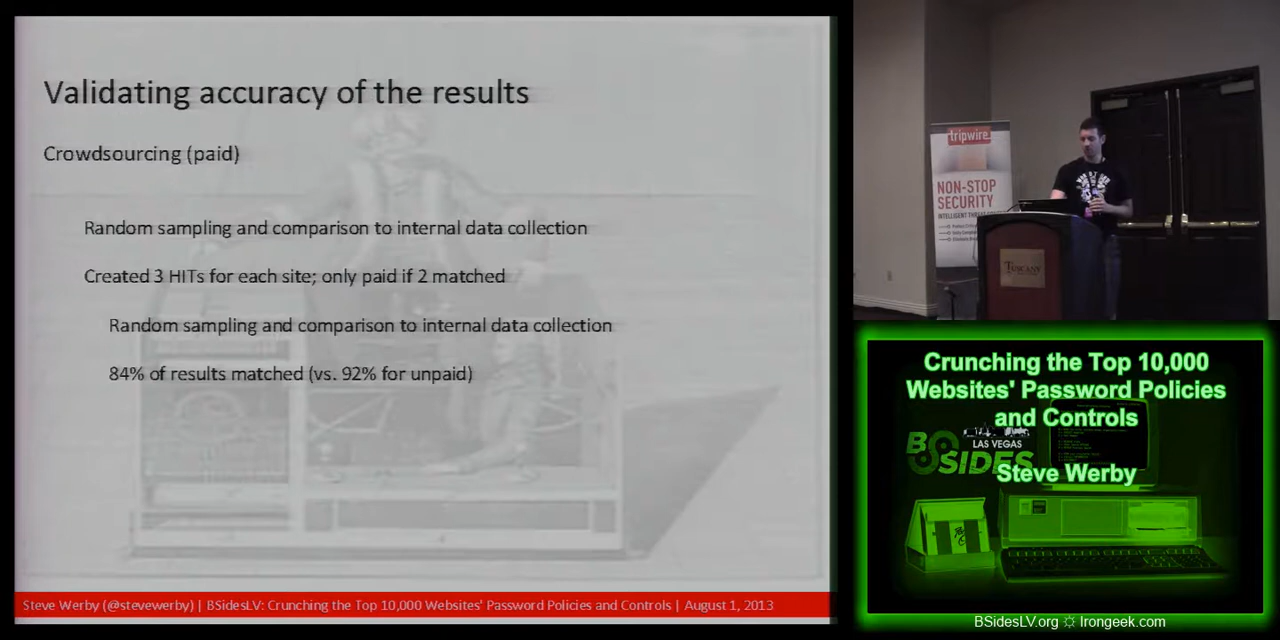 Validating accuracy of the results
Crowdsourcing (paid)
Random sampling and comparison to internal data collection
Created 3 HITs for each site; only paid if 2 matched
Random sampling and comparison to internal data collection
84% of results matched (vs. 92% for unpaid)
Steve Werby (@stevewerby) | BSidesLV: Crunching the Top 10,000 Websites' Password Policies and Controls | August 1, 2013
tripwire
NON-STOP
SECURITY
TUSCANY
Crunching the Top 10,000
Websites' Password Policies
and Controls
LAS VEGAS
BSIDES
Steve Werby
BSidesLV.org ☼ Irongeek.com